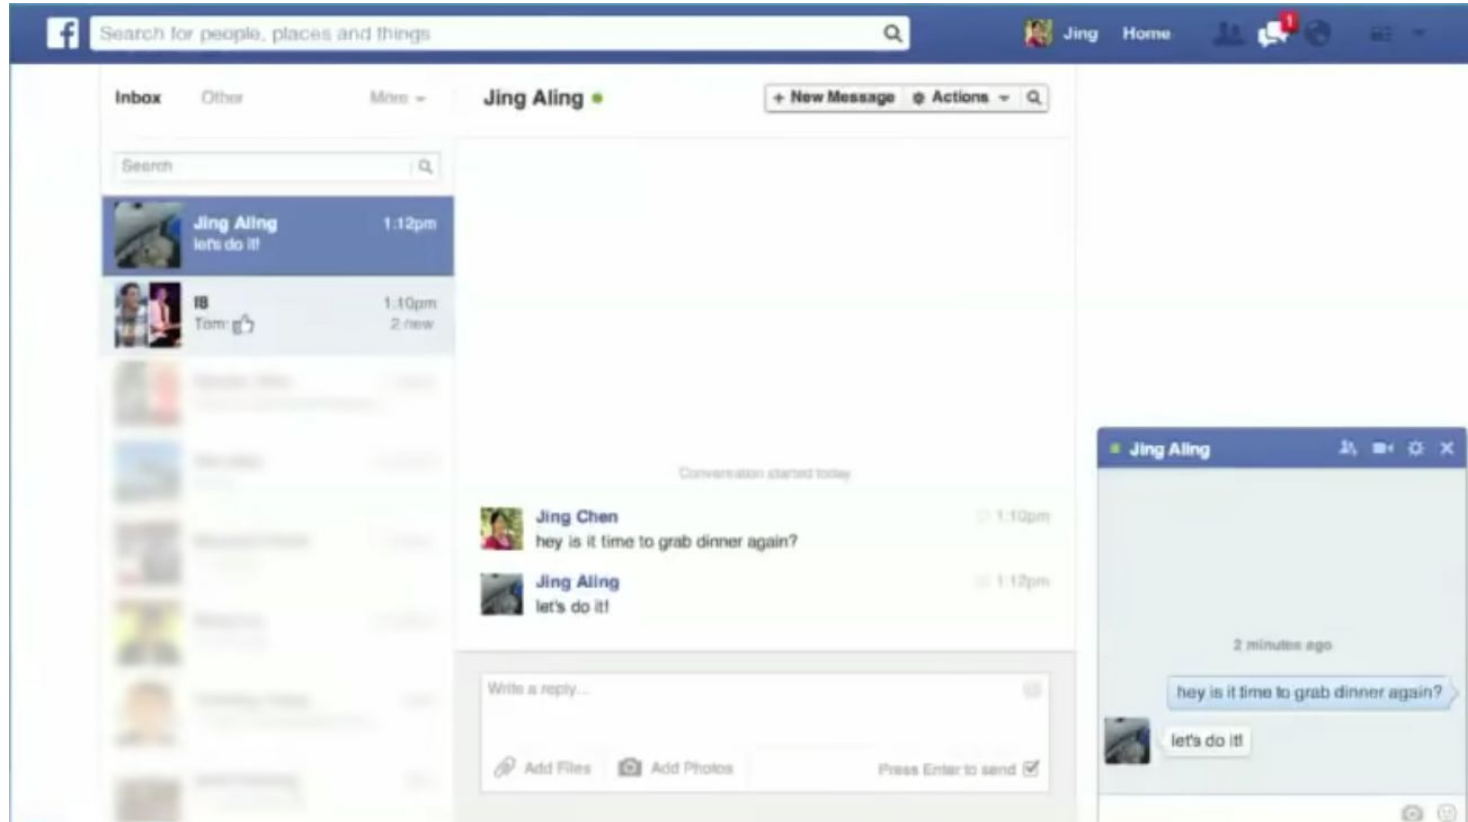 f
Search for people, places and things
Jing
Home
1
Inbox
Other
More
Jing Aling
+ New Message
Actions
Search
Jing Aling
1:12pm
let's do it!
f8
1:10pm
Tom:
2 new
Conversation started today
Jing Chen
1:10pm
hey is it time to grab dinner again?
Jing Aling
1:12pm
let's do it!
Write a reply...
Add Files
Add Photos
Press Enter to send
Jing Aling
2 minutes ago
hey is it time to grab dinner again?
let's do it!